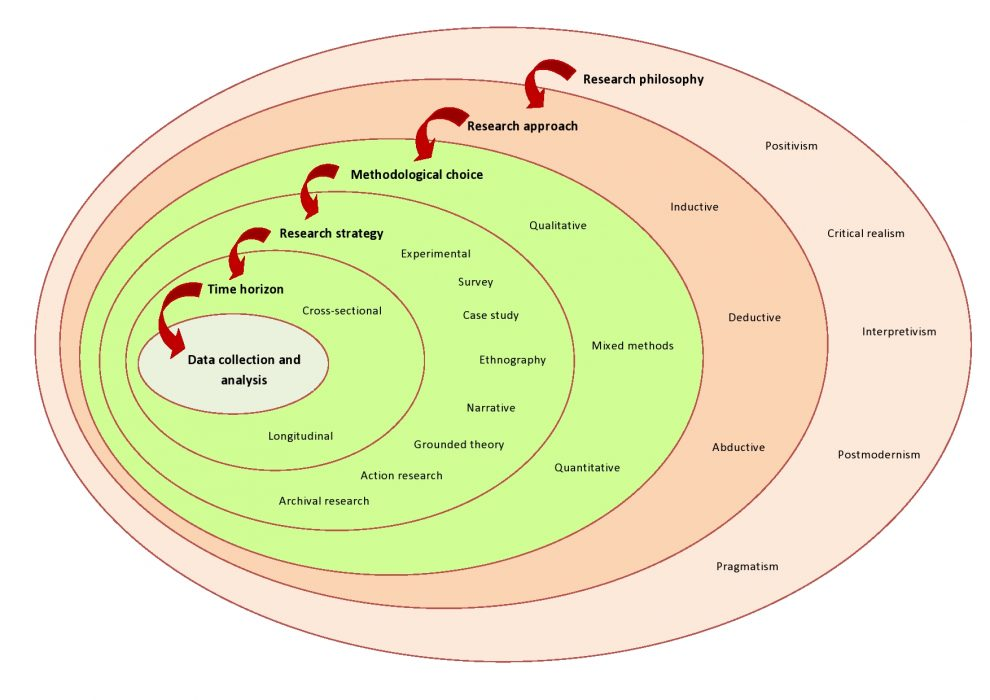 Research philosophy
Research approach
Positivism
Methodological choice
Inductive
Qualitative
Research strategy
Critical realism
Experimental
Survey
Time horizon
Cross-sectional
Case study
Deductive
Interpretivism
Mixed methods
Data collection and
analysis
Ethnography
Narrative
Longitudinal
Grounded theory
Abductive
Postmodernism
Quantitative
Action research
Archival research
Pragmatism